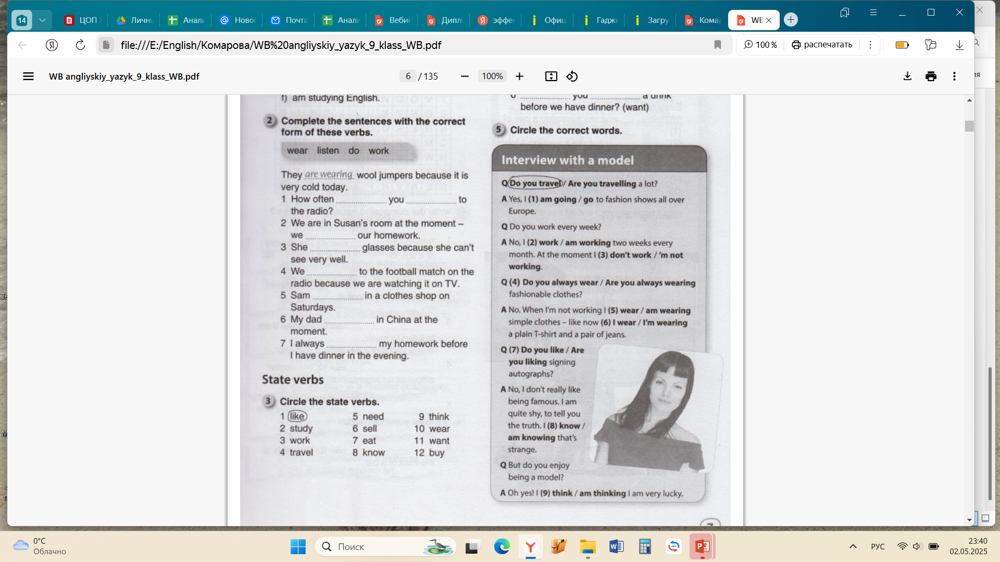 14
ЦОП
Личн
Анали
Новос
Почта
Анали
Вебин
Дипл
эффе
Офиц
Гаджи
Загру
Кома
WB
file:///E:/English/Комарова/WB%20angliyskiy_yazyk_9_klass_WB.pdf
100 %
распечатать
WB angliyskiy_yazyk_9_klass_WB.pdf
6 / 135
100%
f) am studying English.
2 Complete the sentences with the correct
form of these verbs.
wear listen do work
They are wearing wool jumpers because it is
very cold today.
1 How often ............ you ............ to
the radio?
2 We are in Susan's room at the moment –
we ............ our homework.
3 She ............ glasses because she can't
see very well.
4 We ............ to the football match on the
radio because we are watching it on TV.
5 Sam ............ in a clothes shop on
Saturdays.
6 My dad ............ in China at the
moment.
7 I always ............ my homework before
I have dinner in the evening.
State verbs
3 Circle the state verbs.
1 like 5 need 9 think
2 study 6 sell 10 wear
3 work 7 eat 11 want
4 travel 8 know 12 buy
6 ............ you ............ a drink
before we have dinner? (want)
5 Circle the correct words.
Interview with a model
Q Do you travel / Are you travelling a lot?
A Yes, I (1) am going / go to fashion shows all over
Europe.
Q Do you work every week?
A No, I (2) work / am working two weeks every
month. At the moment I (3) don't work / 'm not
working.
Q (4) Do you always wear / Are you always wearing
fashionable clothes?
A No. When I'm not working I (5) wear / am wearing
simple clothes – like now (6) I wear / I'm wearing
a plain T-shirt and a pair of jeans.
Q (7) Do you like / Are
you liking signing
autographs?
A No, I don't really like
being famous. I am
quite shy, to tell you
the truth. I (8) know /
am knowing that's
strange.
Q But do you enjoy
being a model?
A Oh yes! I (9) think / am thinking I am very lucky.
7
0°C
Облачно
Поиск
РУС
23:40
02.05.2025